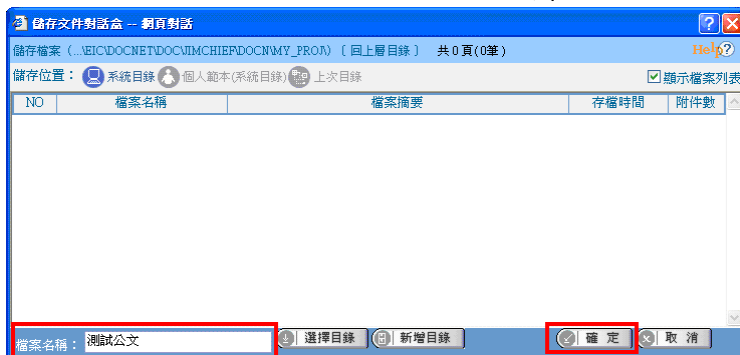 儲存文件對話盒 -- 網頁對話
儲存檔案 (...\EIC\DOCNET\DOC\JIMCHIEF\DOCN\MY_PROJ\) 〔 回上層目錄 〕 共 0 頁(0筆) Help?
儲存位置： 系統目錄 個人範本(系統目錄) 上次目錄 顯示檔案列表
NO 檔案名稱 檔案摘要 存檔時間 附件數
檔案名稱： 測試公文 選擇目錄 新增目錄 確 定 取 消